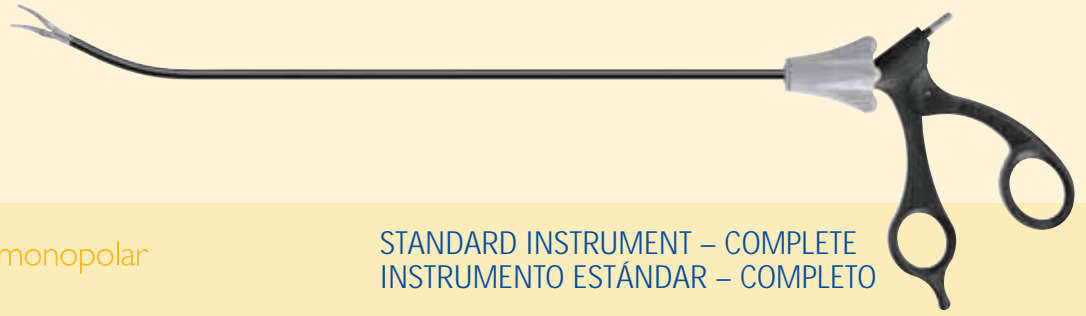 monopolar
STANDARD INSTRUMENT – COMPLETE
INSTRUMENTO ESTÁNDAR – COMPLETO